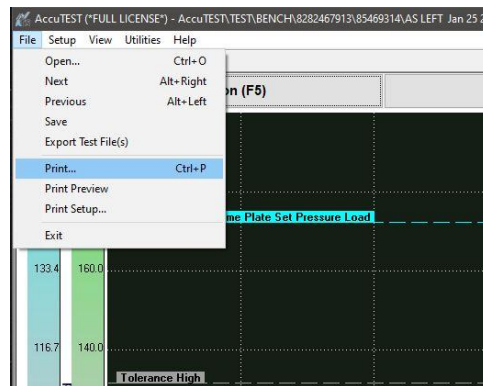 AccuTEST (*FULL LICENSE*) - AccuTEST\TEST\BENCH\8282467913\85469314\AS LEFT Jan 25 2
File Setup View Utilities Help
Open... Ctrl+O
Next Alt+Right
Previous Alt+Left
Save
Export Test File(s)
Print... Ctrl+P
Print Preview
Print Setup...
Exit
on (F5)
me Plate Set Pressure Load
133.4 160.0
116.7 140.0
Tolerance High